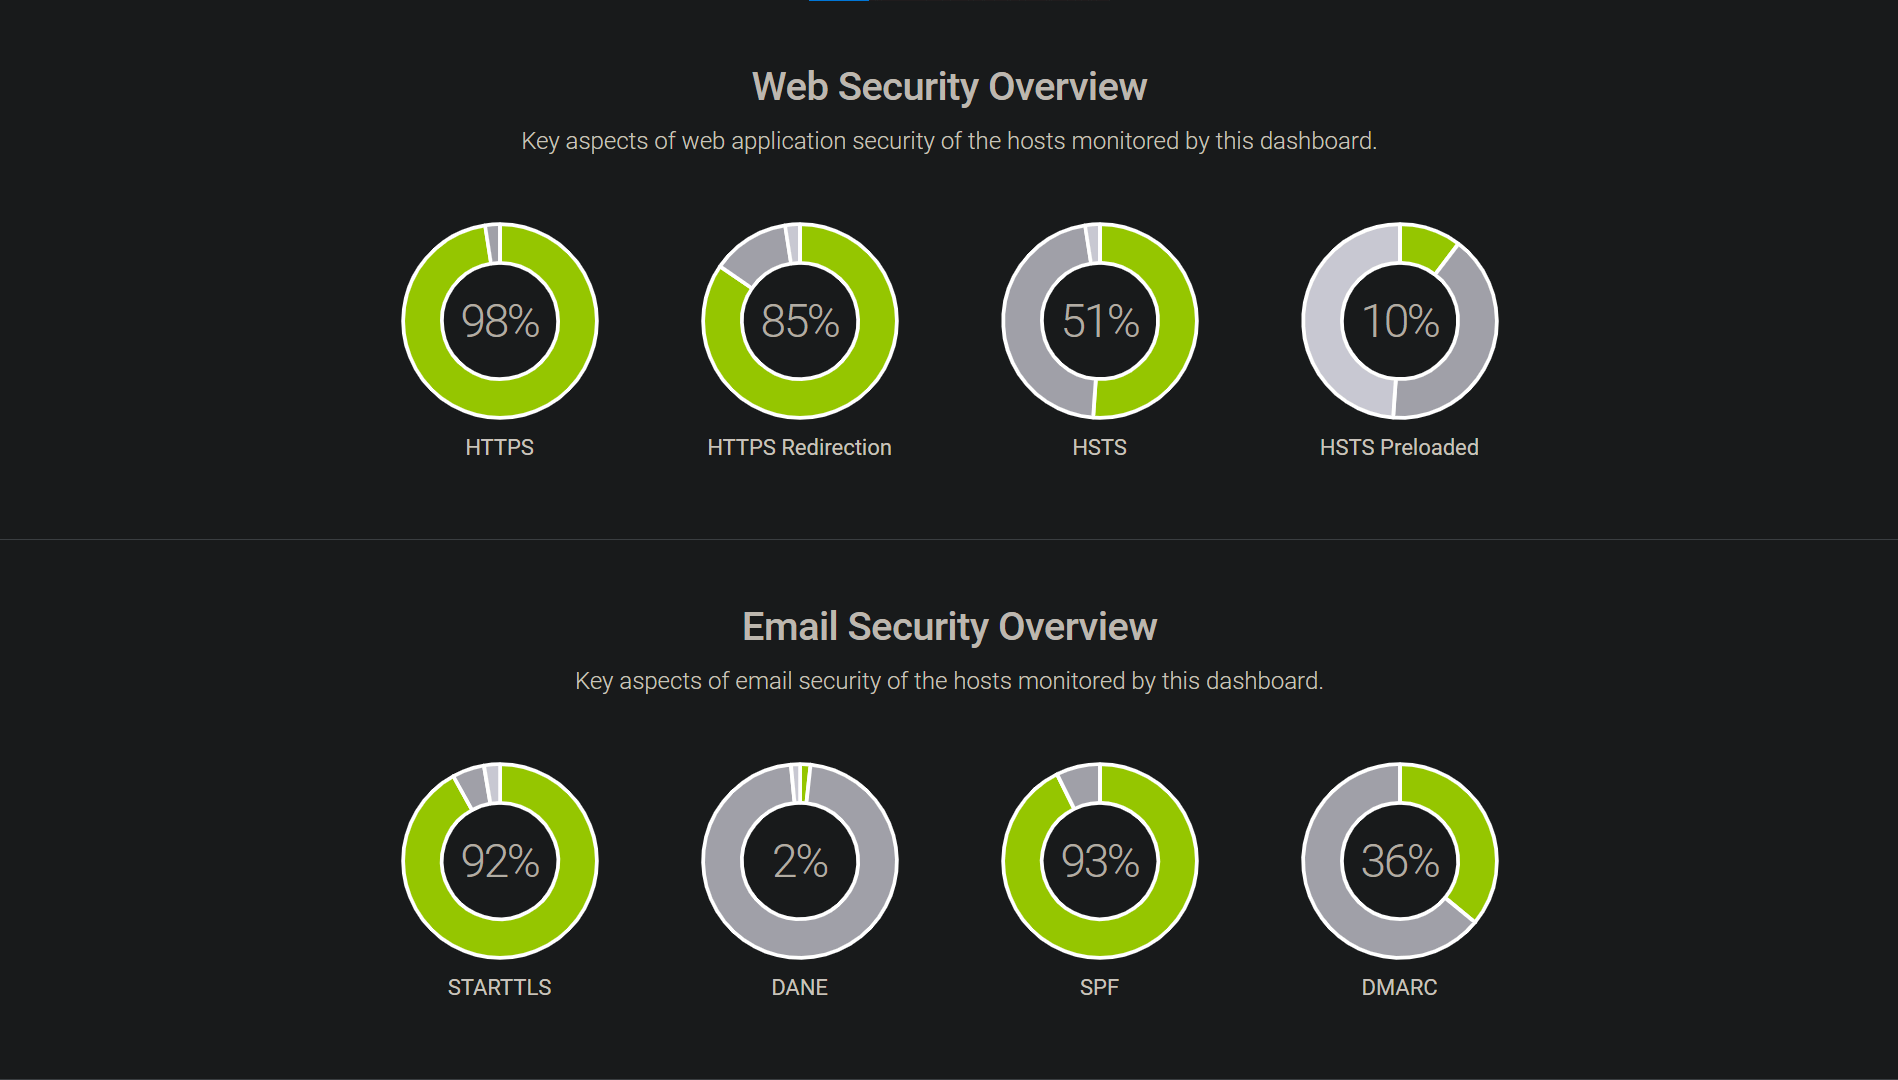 Web Security Overview
Key aspects of web application security of the hosts monitored by this dashboard.
98%
85%
51%
10%
HTTPS
HTTPS Redirection
HSTS
HSTS Preloaded
Email Security Overview
Key aspects of email security of the hosts monitored by this dashboard.
92%
2%
93%
36%
STARTTLS
DANE
SPF
DMARC